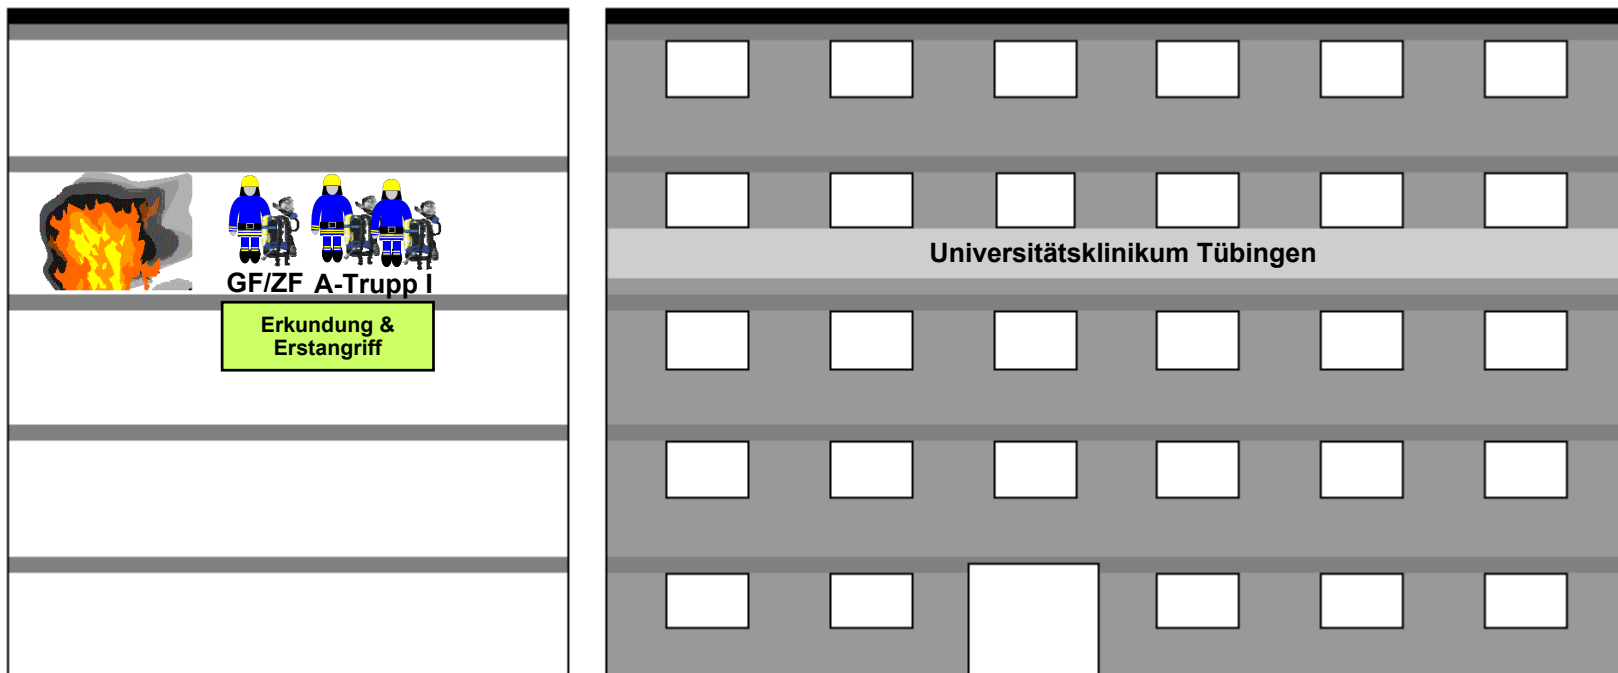 GF/ZF A-Trupp I
Erkundung &
Erstangriff
Universitätsklinikum Tübingen